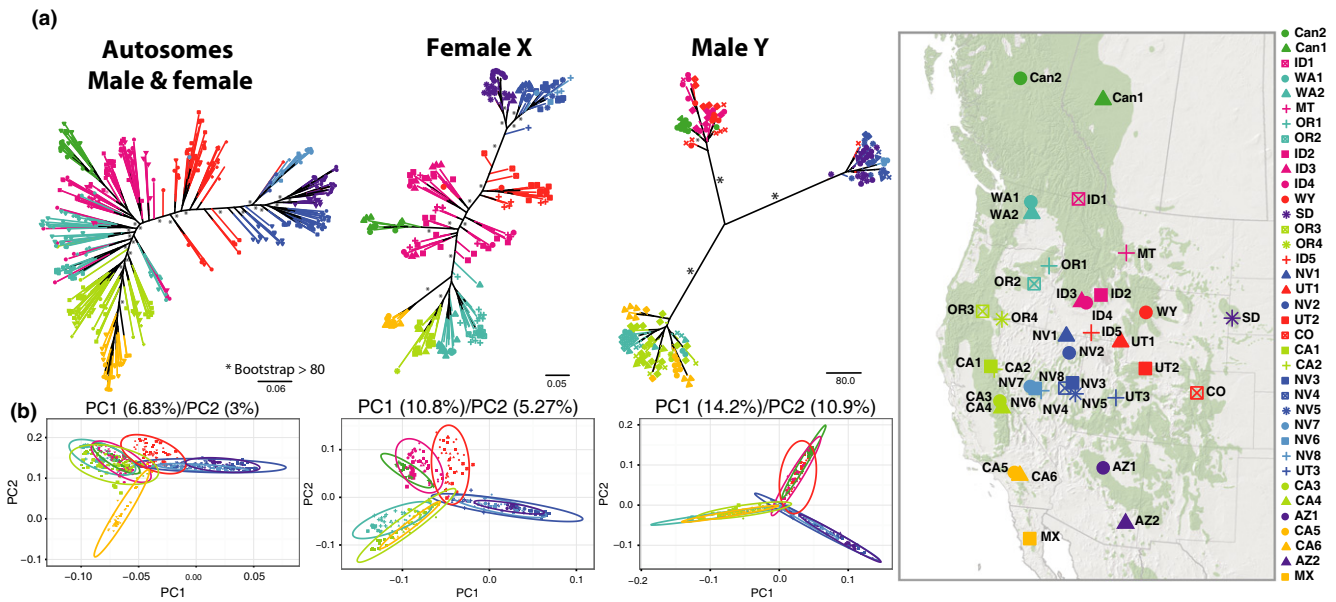 (a)
Autosomes
Male & female
Female X
Male Y
* Bootstrap > 80
0.06
0.05
80.0
*
*
*
(b)
PC1 (6.83%)/PC2 (3%)
PC1 (10.8%)/PC2 (5.27%)
PC1 (14.2%)/PC2 (10.9%)
PC2
0.2
0.1
0.0
−0.1
−0.10
−0.05
0.00
0.05
PC1
PC2
0.1
0.0
−0.1
−0.1
0.0
0.1
PC1
PC2
0.2
0.1
0.0
−0.1
−0.2
−0.1
0.0
0.1
PC1
Can2
Can1
WA1
ID1
WA2
MT
OR1
OR2
ID3
ID2
OR3
OR4
ID4
WY
SD
NV1
ID5
UT1
NV2
CA1
CA2
UT2
NV8
NV3
NV7
CO
CA3
NV6
NV4
NV5
UT3
CA4
CA5
CA6
AZ1
AZ2
MX
Can2
Can1
ID1
WA1
WA2
MT
OR1
OR2
ID2
ID3
ID4
WY
SD
OR3
OR4
ID5
NV1
UT1
NV2
UT2
CO
CA1
CA2
NV3
NV4
NV5
NV7
NV6
NV8
UT3
CA3
CA4
AZ1
CA5
CA6
AZ2
MX